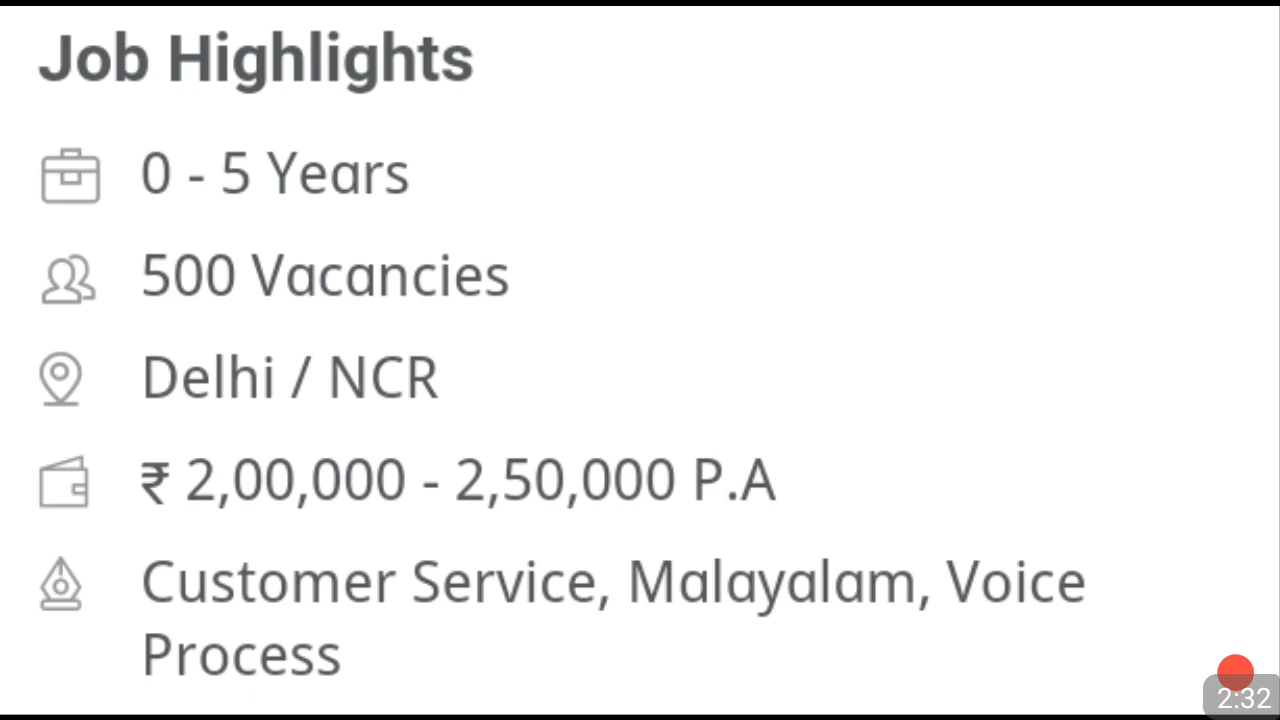 Job Highlights
0 - 5 Years
500 Vacancies
Delhi / NCR
₹ 2,00,000 - 2,50,000 P.A
Customer Service, Malayalam, Voice
Process
2:32